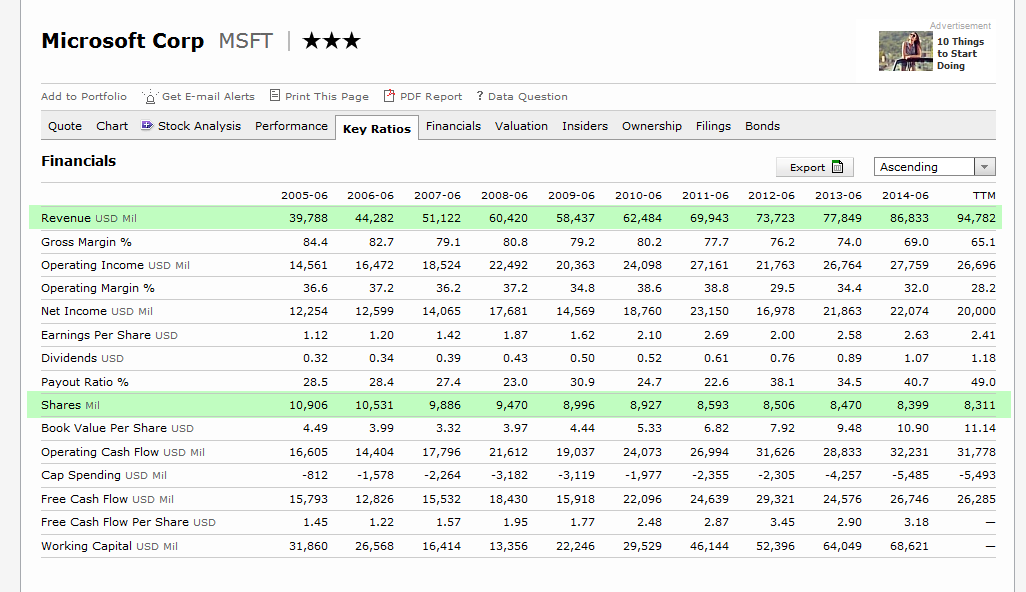 Advertisement
Microsoft Corp MSFT ★★★
10 Things
to Start
Doing
Add to Portfolio Get E-mail Alerts Print This Page PDF Report ? Data Question
Quote Chart Stock Analysis Performance Key Ratios Financials Valuation Insiders Ownership Filings Bonds
Financials
Export Ascending
2005-06 2006-06 2007-06 2008-06 2009-06 2010-06 2011-06 2012-06 2013-06 2014-06 TTM
Revenue USD Mil 39,788 44,282 51,122 60,420 58,437 62,484 69,943 73,723 77,849 86,833 94,782
Gross Margin % 84.4 82.7 79.1 80.8 79.2 80.2 77.7 76.2 74.0 69.0 65.1
Operating Income USD Mil 14,561 16,472 18,524 22,492 20,363 24,098 27,161 21,763 26,764 27,759 26,696
Operating Margin % 36.6 37.2 36.2 37.2 34.8 38.6 38.8 29.5 34.4 32.0 28.2
Net Income USD Mil 12,254 12,599 14,065 17,681 14,569 18,760 23,150 16,978 21,863 22,074 20,000
Earnings Per Share USD 1.12 1.20 1.42 1.87 1.62 2.10 2.69 2.00 2.58 2.63 2.41
Dividends USD 0.32 0.34 0.39 0.43 0.50 0.52 0.61 0.76 0.89 1.07 1.18
Payout Ratio % 28.5 28.4 27.4 23.0 30.9 24.7 22.6 38.1 34.5 40.7 49.0
Shares Mil 10,906 10,531 9,886 9,470 8,996 8,927 8,593 8,506 8,470 8,399 8,311
Book Value Per Share USD 4.49 3.99 3.32 3.97 4.44 5.33 6.82 7.92 9.48 10.90 11.14
Operating Cash Flow USD Mil 16,605 14,404 17,796 21,612 19,037 24,073 26,994 31,626 28,833 32,231 31,778
Cap Spending USD Mil -812 -1,578 -2,264 -3,182 -3,119 -1,977 -2,355 -2,305 -4,257 -5,485 -5,493
Free Cash Flow USD Mil 15,793 12,826 15,532 18,430 15,918 22,096 24,639 29,321 24,576 26,746 26,285
Free Cash Flow Per Share USD 1.45 1.22 1.57 1.95 1.77 2.48 2.87 3.45 2.90 3.18 —
Working Capital USD Mil 31,860 26,568 16,414 13,356 22,246 29,529 46,144 52,396 64,049 68,621 —